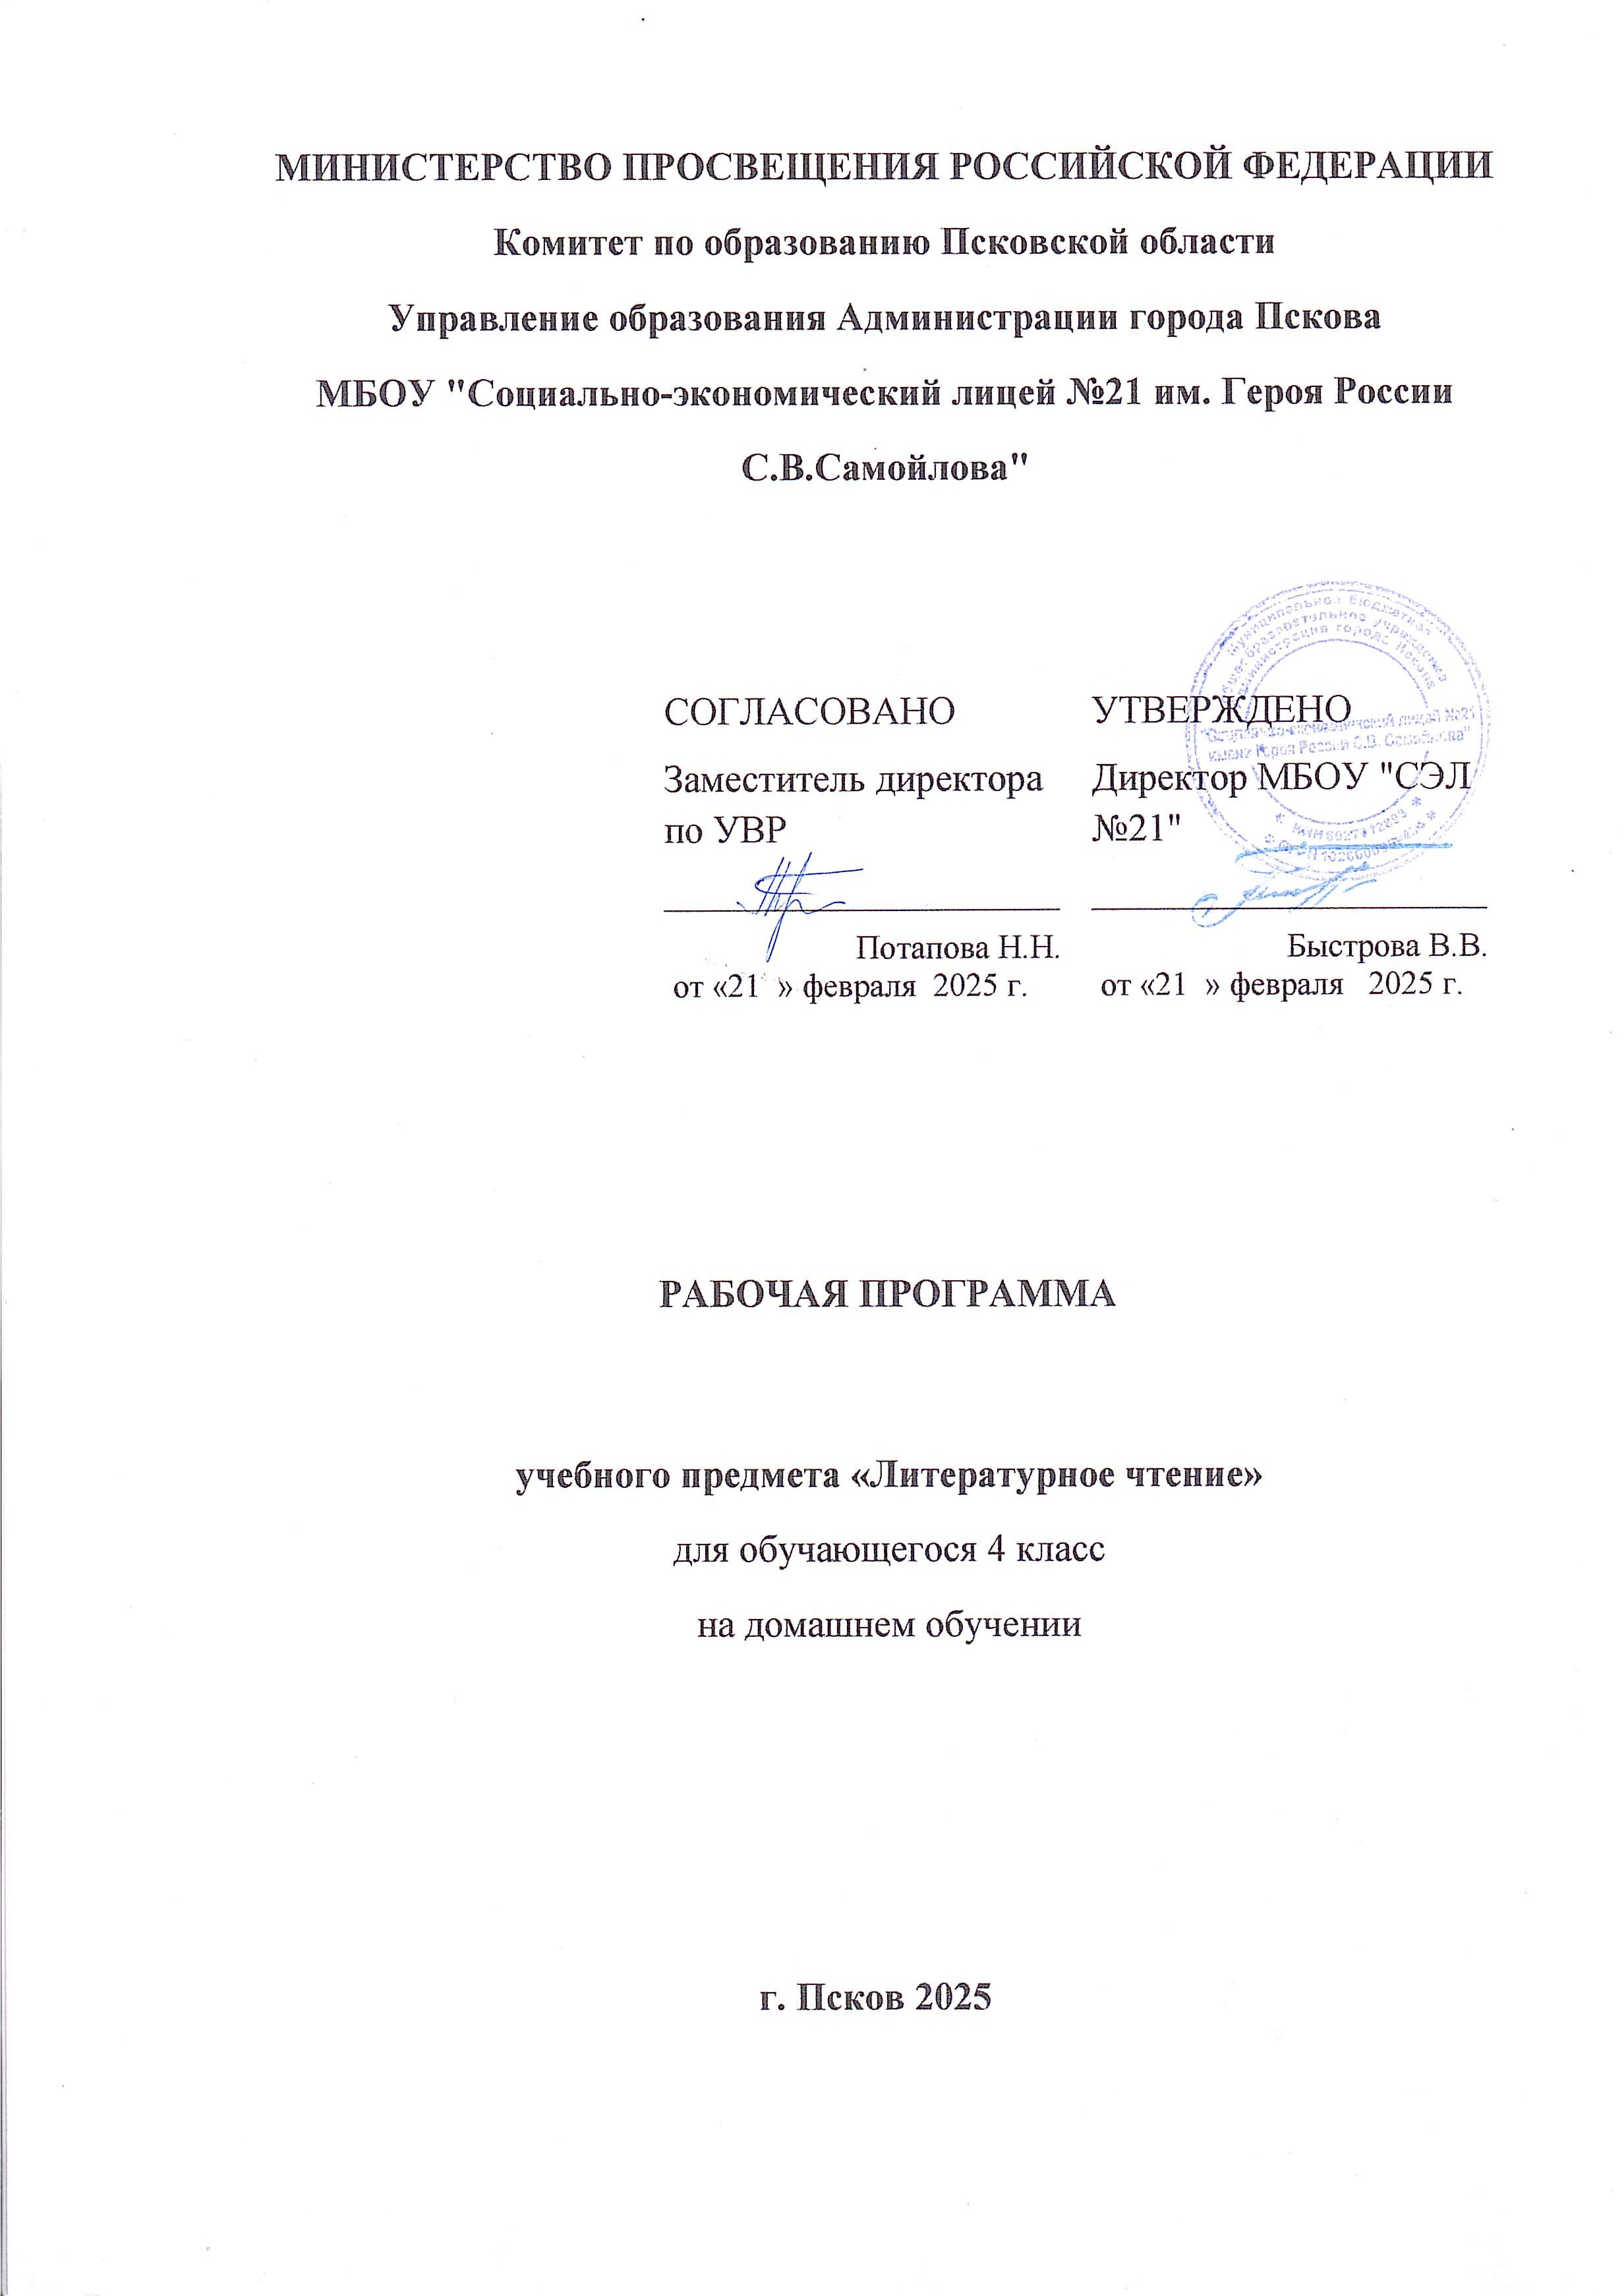 МИНИСТЕРСТВО ПРОСВЕЩЕНИЯ РОССИЙСКОЙ ФЕДЕРАЦИИ
Комитет по образованию Псковской области
Управление образования Администрации города Пскова
МБОУ "Социально-экономический лицей №21 им. Героя России
С.В.Самойлова"
СОГЛАСОВАНО
Заместитель директора
по УВР
Потапова Н.Н.
от «21 » февраля 2025 г.
УТВЕРЖДЕНО
Директор МБОУ "СЭЛ
№21"
Быстрова В.В.
от «21 » февраля 2025 г.
РАБОЧАЯ ПРОГРАММА
учебного предмета «Литературное чтение»
для обучающегося 4 класс
на домашнем обучении
г. Псков 2025